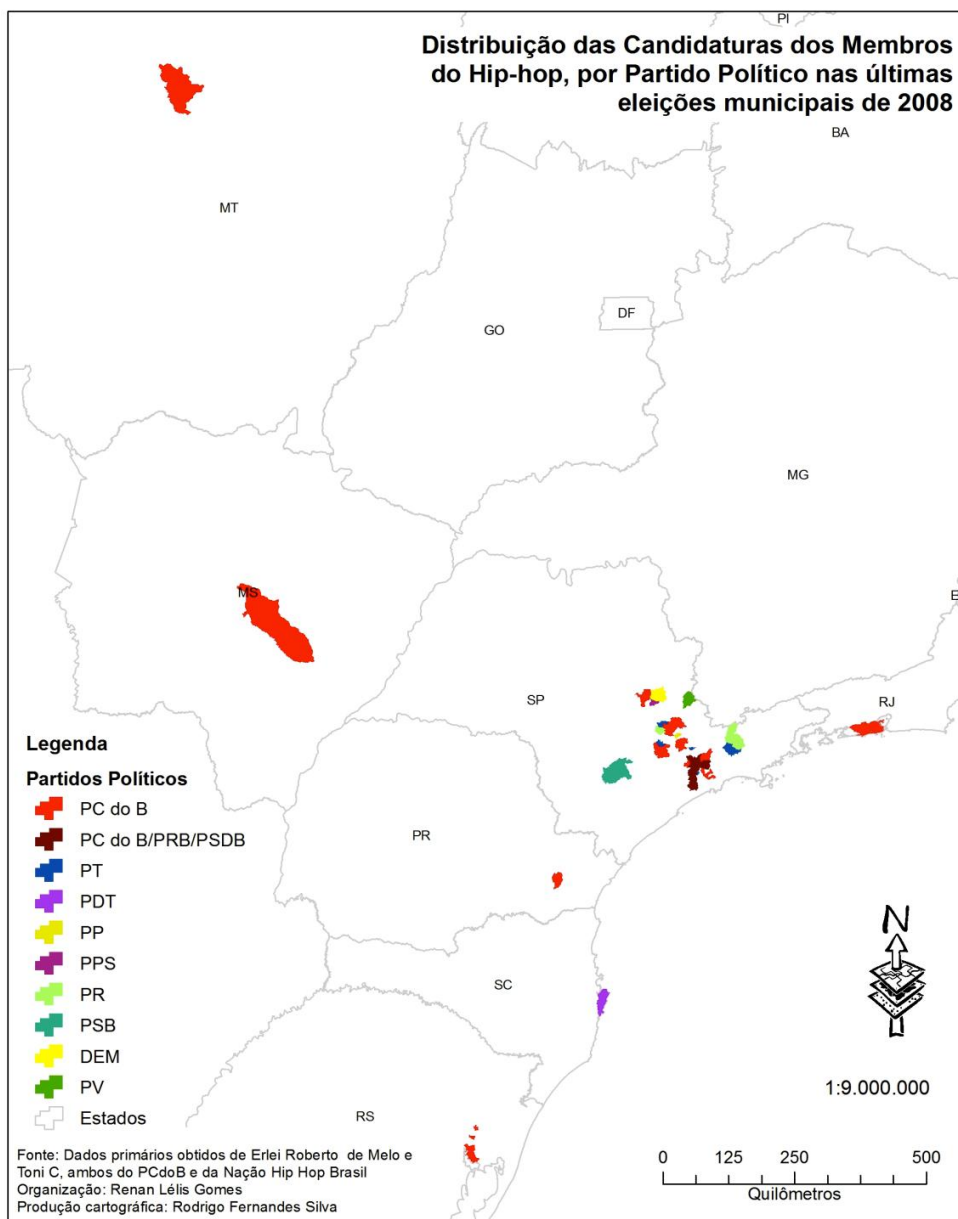 PI
Distribuição das Candidaturas dos Membros
do Hip-hop, por Partido Político nas últimas
eleições municipais de 2008
BA
MT
DF
GO
MG
MS
E
SP
RJ
Legenda
Partidos Políticos
PC do B
PC do B/PRB/PSDB
PT
PDT
PP
PPS
PR
PSB
DEM
PV
Estados
PR
SC
RS
N
1:9.000.000
0 125 250 500
Quilômetros
Fonte: Dados primários obtidos de Erlei Roberto de Melo e
Toni C, ambos do PCdoB e da Nação Hip Hop Brasil
Organização: Renan Lélis Gomes
Produção cartográfica: Rodrigo Fernandes Silva